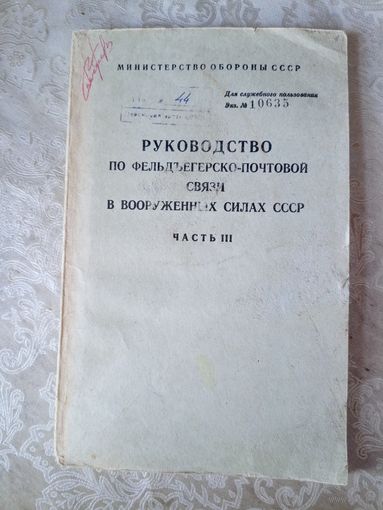 МИНИСТЕРСТВО ОБОРОНЫ СССР
Для служебного пользования
Экз. № 10635
44
РУКОВОДСТВО
ПО ФЕЛЬДЪЕГЕРСКО-ПОЧТОВОЙ
СВЯЗИ
В ВООРУЖЕННЫХ СИЛАХ СССР
ЧАСТЬ III